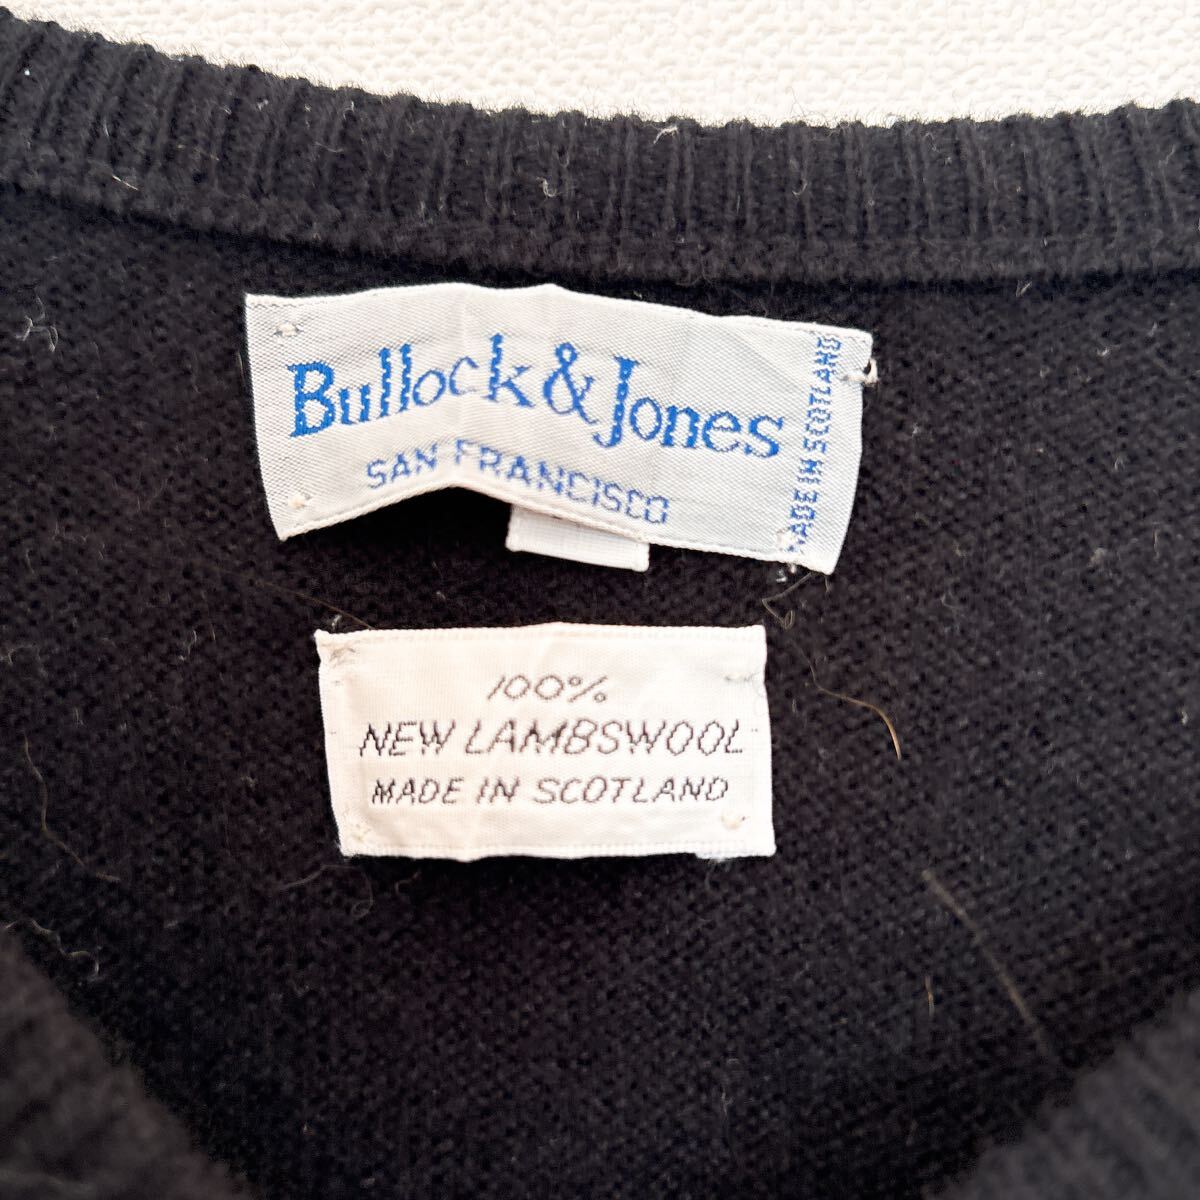 Bullock & Jones
SAN FRANCISCO
MADE IN SCOTLAND
100%
NEW LAMBSWOOL
MADE IN SCOTLAND